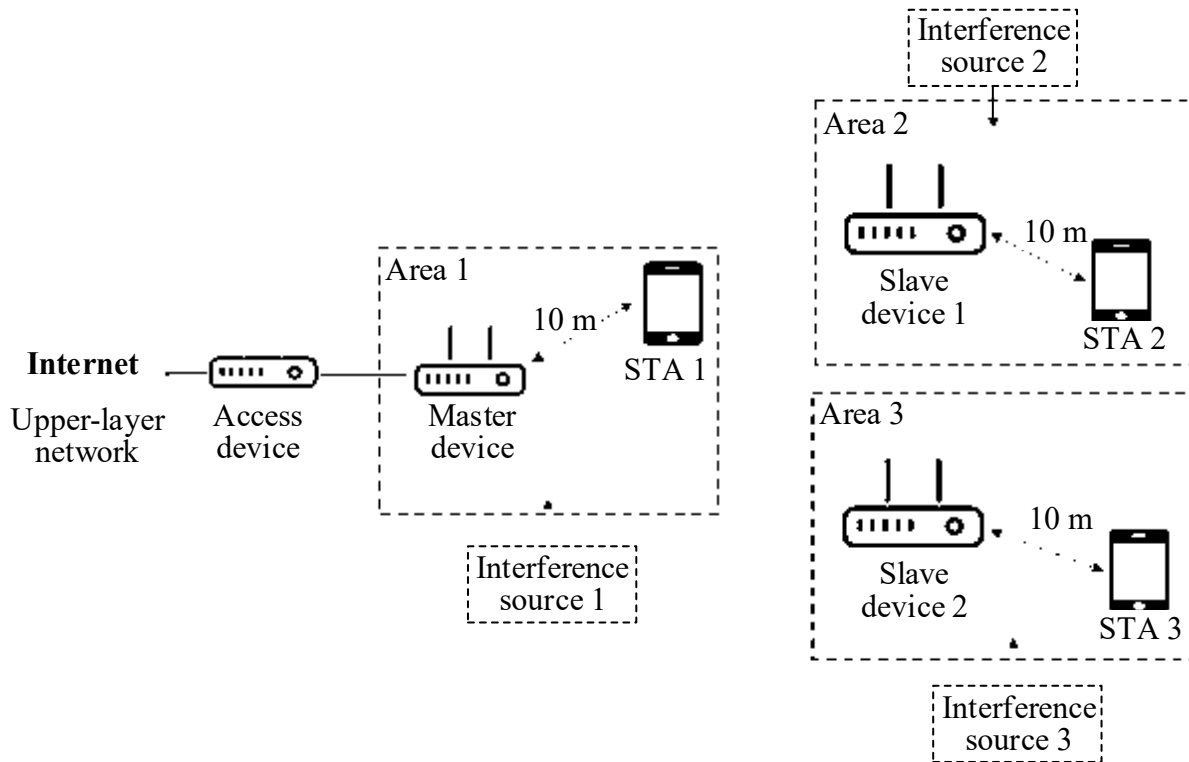 Interference
source 2
Area 2
10 m
Slave
device 1
STA 2
Area 1
10 m
STA 1
Internet
Upper-layer
network
Access
device
Master
device
Interference
source 1
Area 3
10 m
Slave
device 2
STA 3
Interference
source 3